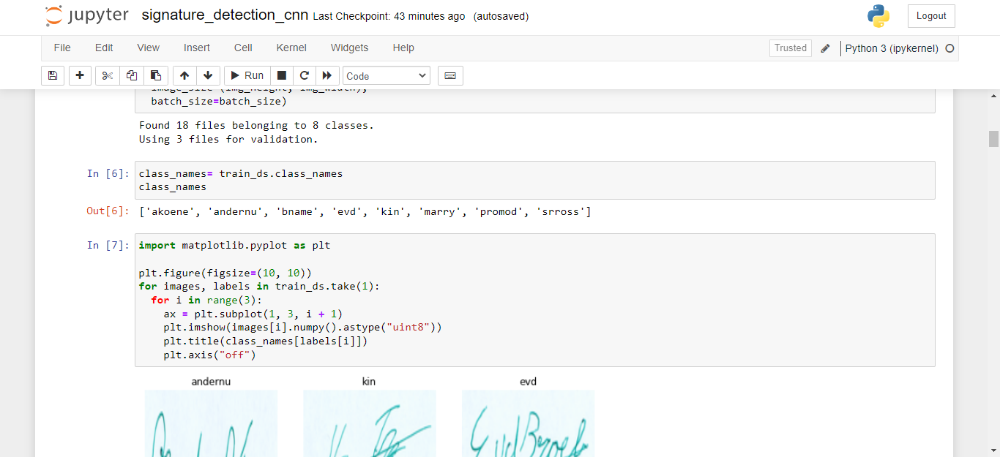 jupyter signature_detection_cnn Last Checkpoint: 43 minutes ago (autosaved)
Logout
File Edit View Insert Cell Kernel Widgets Help
Trusted
Python 3 (ipykernel)
Run
Code
batch_size=batch_size)
Found 18 files belonging to 8 classes.
Using 3 files for validation.
In [6]: class_names= train_ds.class_names
class_names
Out[6]: ['akoene', 'andernu', 'bname', 'evd', 'kin', 'marry', 'promod', 'srross']
In [7]: import matplotlib.pyplot as plt
plt.figure(figsize=(10, 10))
for images, labels in train_ds.take(1):
for i in range(3):
ax = plt.subplot(1, 3, i + 1)
plt.imshow(images[i].numpy().astype("uint8"))
plt.title(class_names[labels[i]])
plt.axis("off")
andernu kin evd